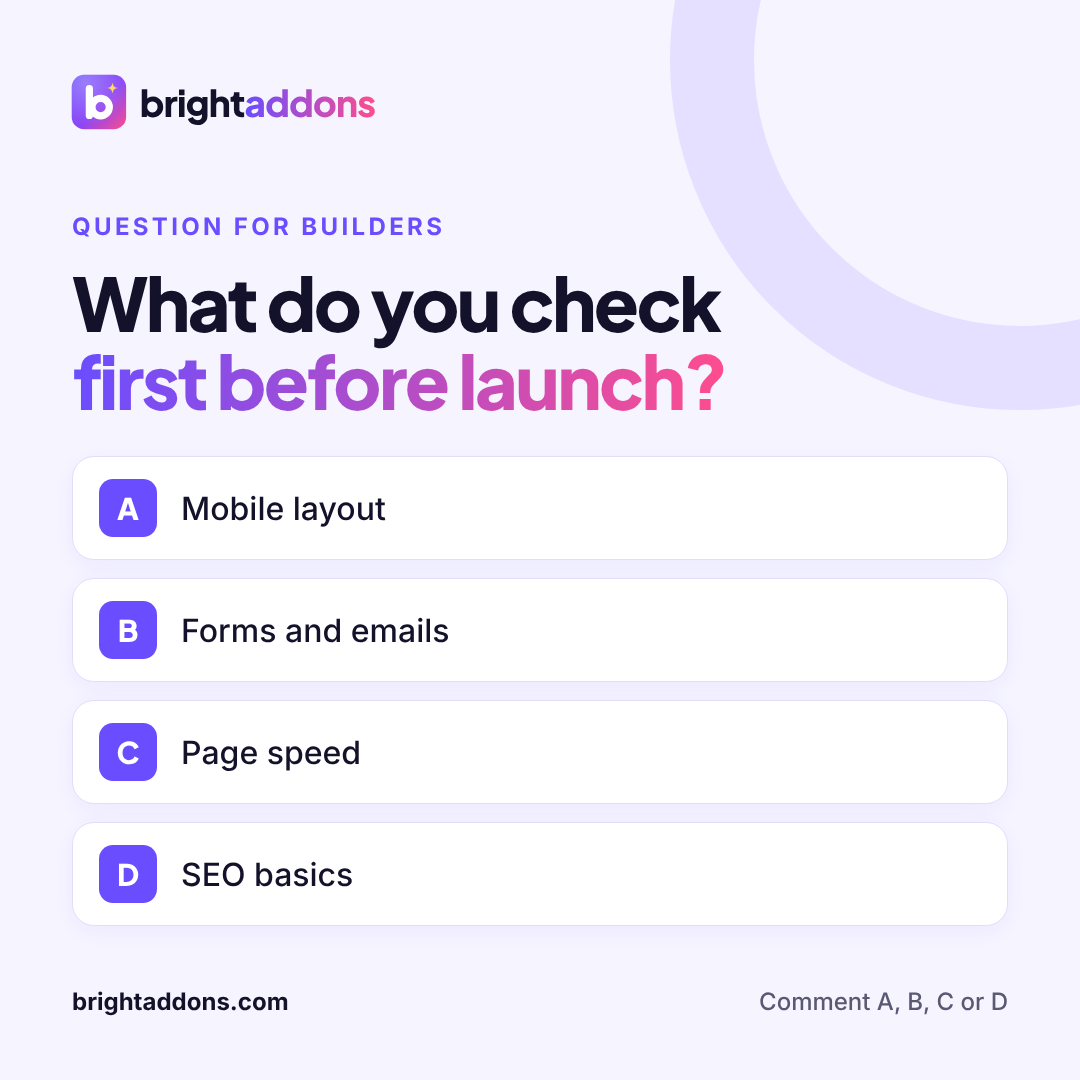 brightaddons
QUESTION FOR BUILDERS
What do you check
first before launch?
A Mobile layout
B Forms and emails
C Page speed
D SEO basics
brightaddons.com
Comment A, B, C or D